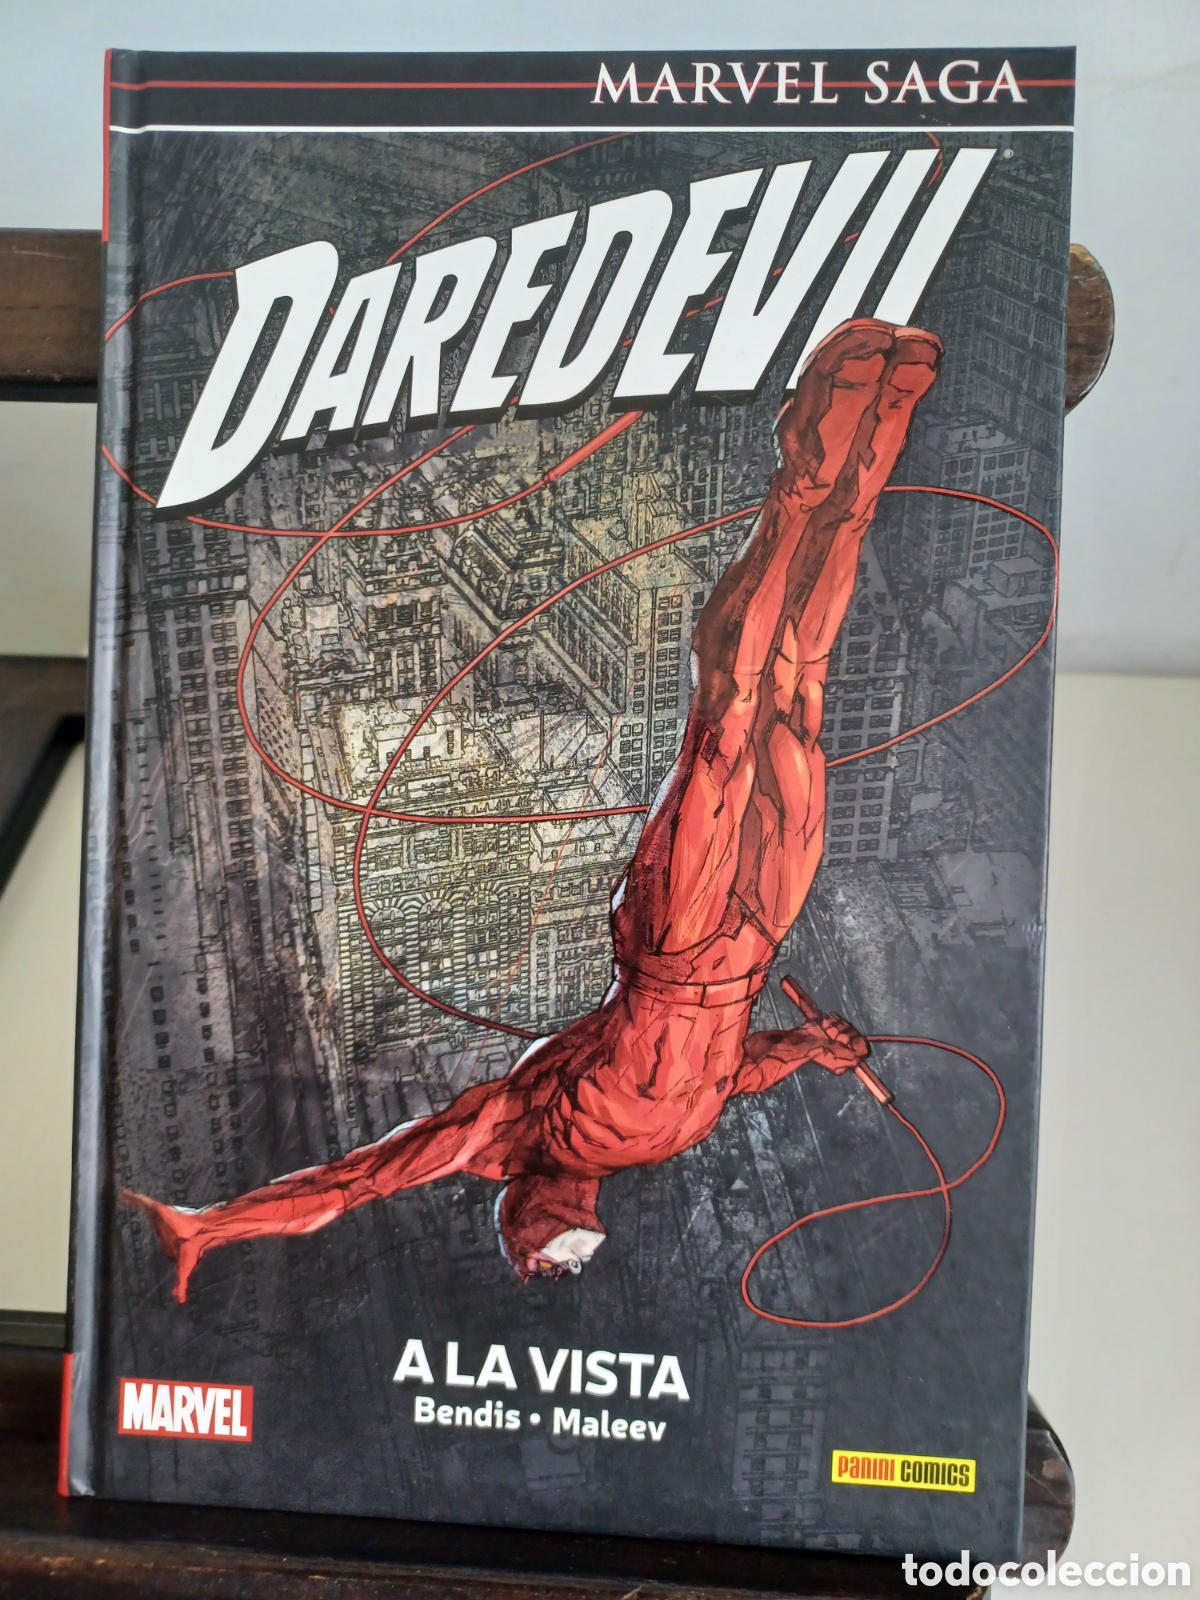 MARVEL SAGA
DAREDEVIL®
A LA VISTA
Bendis • Maleev
MARVEL
PANINI COMICS
todocoleccion